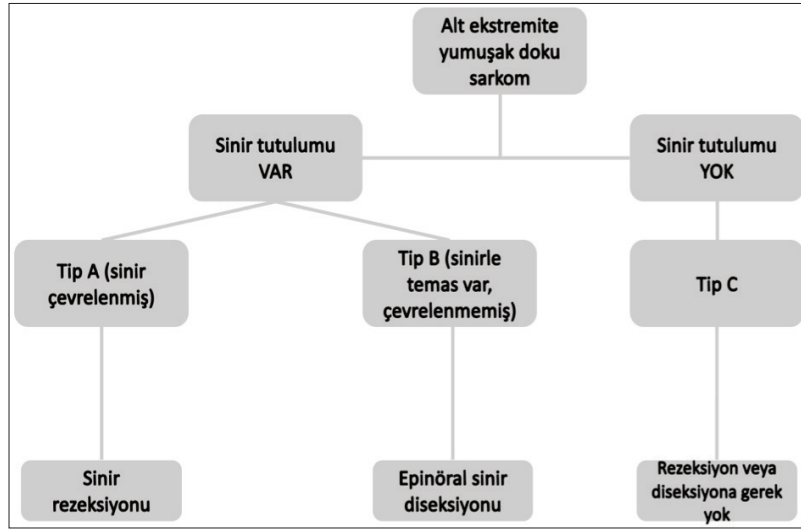 Alt ekstremite
yumuşak doku
sarkom
Sinir tutulumu
VAR
Sinir tutulumu
YOK
Tip A (sinir
çevrelenmiş)
Tip B (sinirle
temas var,
çevrelenmemiş)
Tip C
Sinir
rezeksiyonu
Epinöral sinir
diseksiyonu
Rezeksiyon veya
diseksiyona gerek
yok